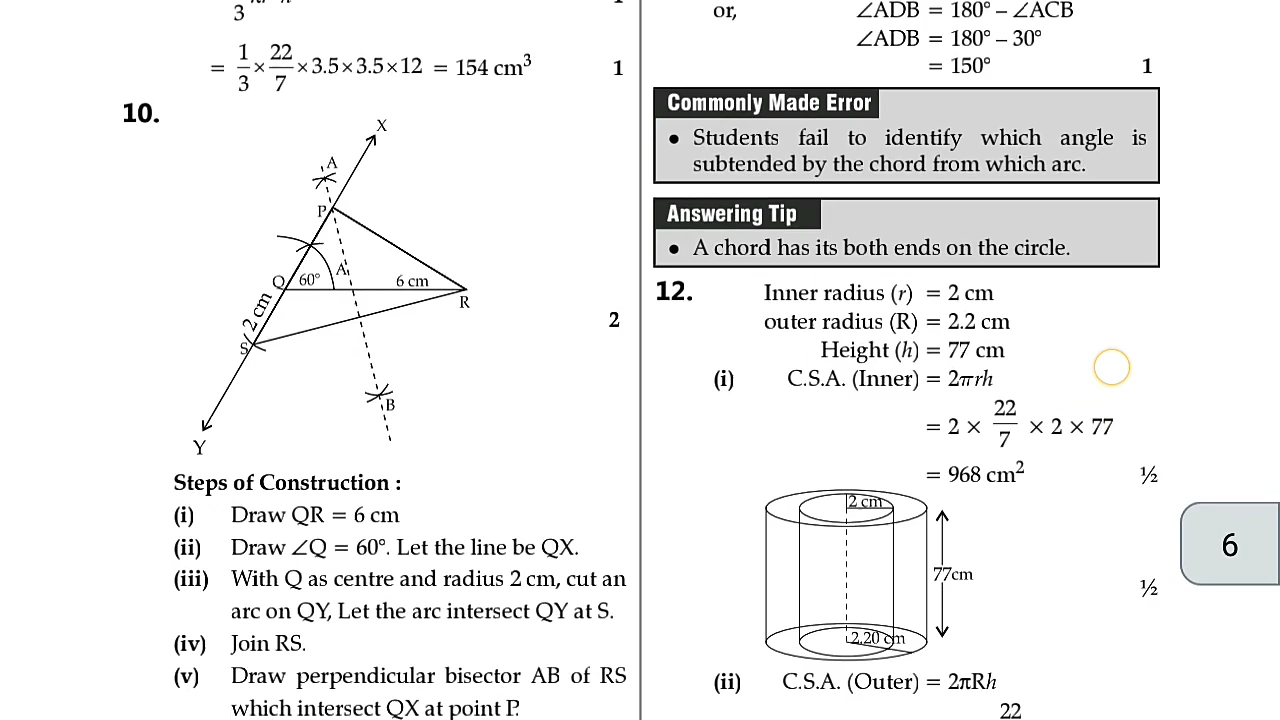 3
= 1/3 × 22/7 × 3.5 × 3.5 × 12 = 154 cm³ 1
10.
X
A
P
Q 60° A 6 cm
R
2 cm
S
B
Y
2
Steps of Construction :
(i) Draw QR = 6 cm
(ii) Draw ∠Q = 60°. Let the line be QX.
(iii) With Q as centre and radius 2 cm, cut an
arc on QY, Let the arc intersect QY at S.
(iv) Join RS.
(v) Draw perpendicular bisector AB of RS
which intersect QX at point P.
or, ∠ADB = 180° – ∠ACB
∠ADB = 180° – 30°
= 150° 1
Commonly Made Error
● Students fail to identify which angle is
subtended by the chord from which arc.
Answering Tip
● A chord has its both ends on the circle.
12. Inner radius (r) = 2 cm
outer radius (R) = 2.2 cm
Height (h) = 77 cm
(i) C.S.A. (Inner) = 2πrh
= 2 × 22/7 × 2 × 77
= 968 cm² ½
2 cm
77cm
½
2.20 cm
(ii) C.S.A. (Outer) = 2πRh
22
6